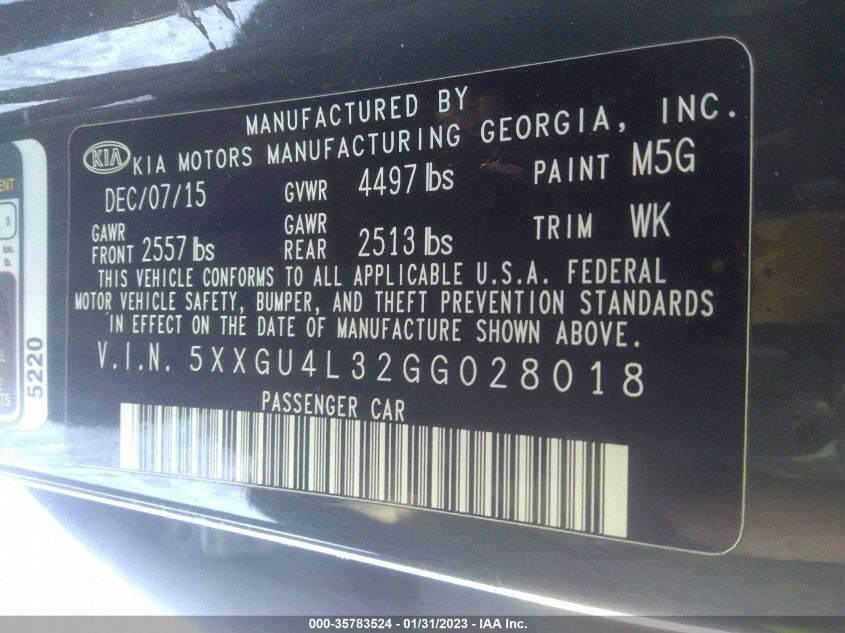 MANUFACTURED BY
KIA KIA MOTORS MANUFACTURING GEORGIA, INC.
DEC/07/15 GVWR 4497 lbs PAINT M5G
GAWR FRONT 2557 lbs GAWR REAR 2513 lbs TRIM WK
THIS VEHICLE CONFORMS TO ALL APPLICABLE U.S.A. FEDERAL
MOTOR VEHICLE SAFETY, BUMPER, AND THEFT PREVENTION STANDARDS
IN EFFECT ON THE DATE OF MANUFACTURE SHOWN ABOVE.
V.I.N. 5XXGU4L32GG028018
PASSENGER CAR
5220
3
000-35783524 - 01/31/2023 - IAA Inc.